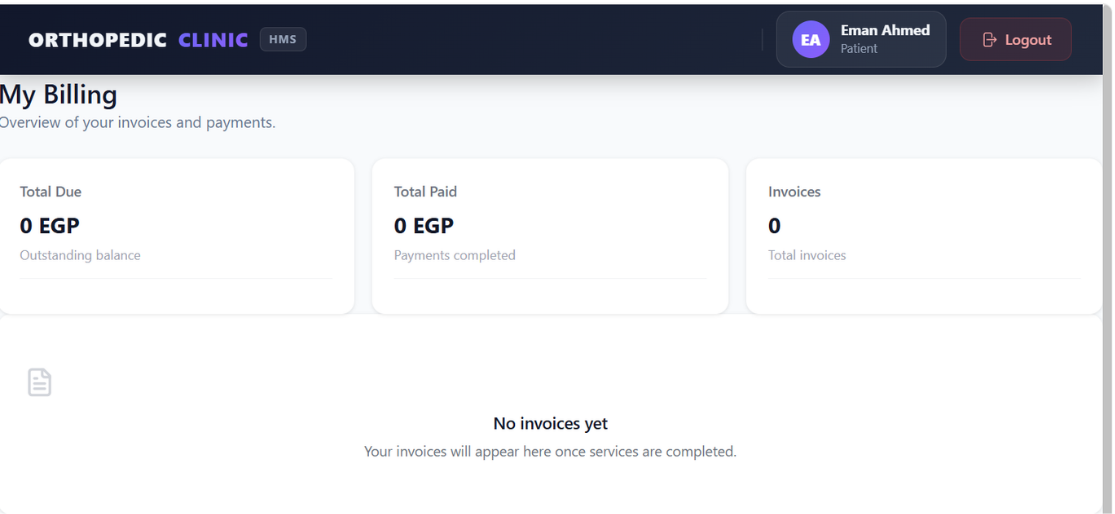 ORTHOPEDIC CLINIC HMS
EA
Eman Ahmed
Patient
Logout
My Billing
Overview of your invoices and payments.
Total Due
0 EGP
Outstanding balance
Total Paid
0 EGP
Payments completed
Invoices
0
Total invoices
No invoices yet
Your invoices will appear here once services are completed.